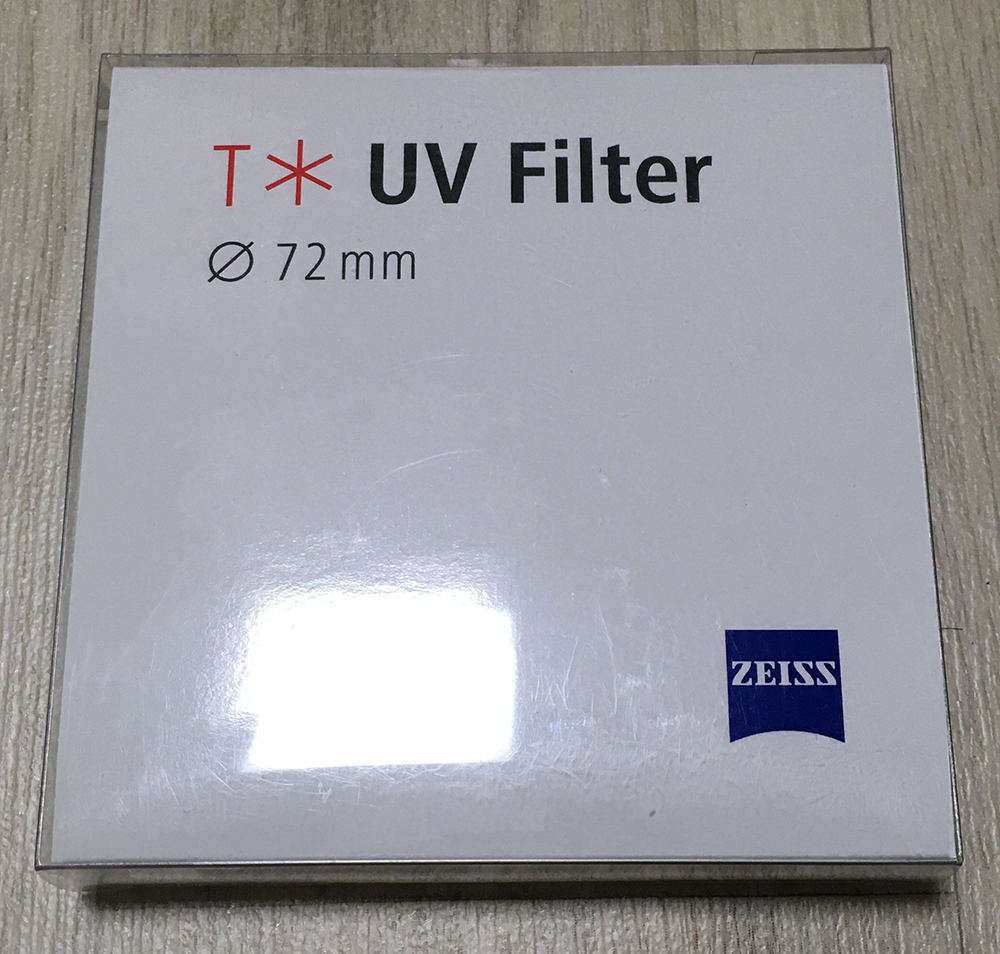 T* UV Filter
⌀ 72 mm
ZEISS